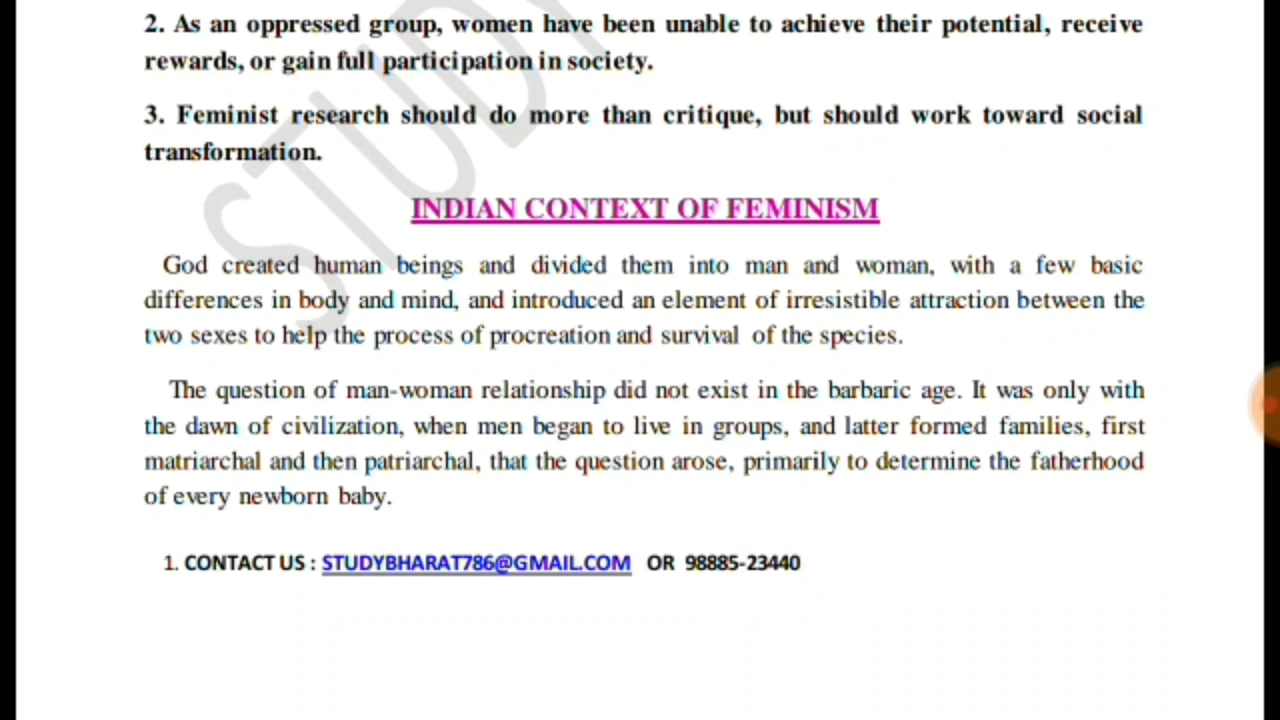 2. As an oppressed group, women have been unable to achieve their potential, receive
rewards, or gain full participation in society.
3. Feminist research should do more than critique, but should work toward social
transformation.
INDIAN CONTEXT OF FEMINISM
God created human beings and divided them into man and woman, with a few basic
differences in body and mind, and introduced an element of irresistible attraction between the
two sexes to help the process of procreation and survival of the species.
The question of man-woman relationship did not exist in the barbaric age. It was only with
the dawn of civilization, when men began to live in groups, and latter formed families, first
matriarchal and then patriarchal, that the question arose, primarily to determine the fatherhood
of every newborn baby.
1. CONTACT US : STUDYBHARAT786@GMAIL.COM OR 98885-23440
STUDY